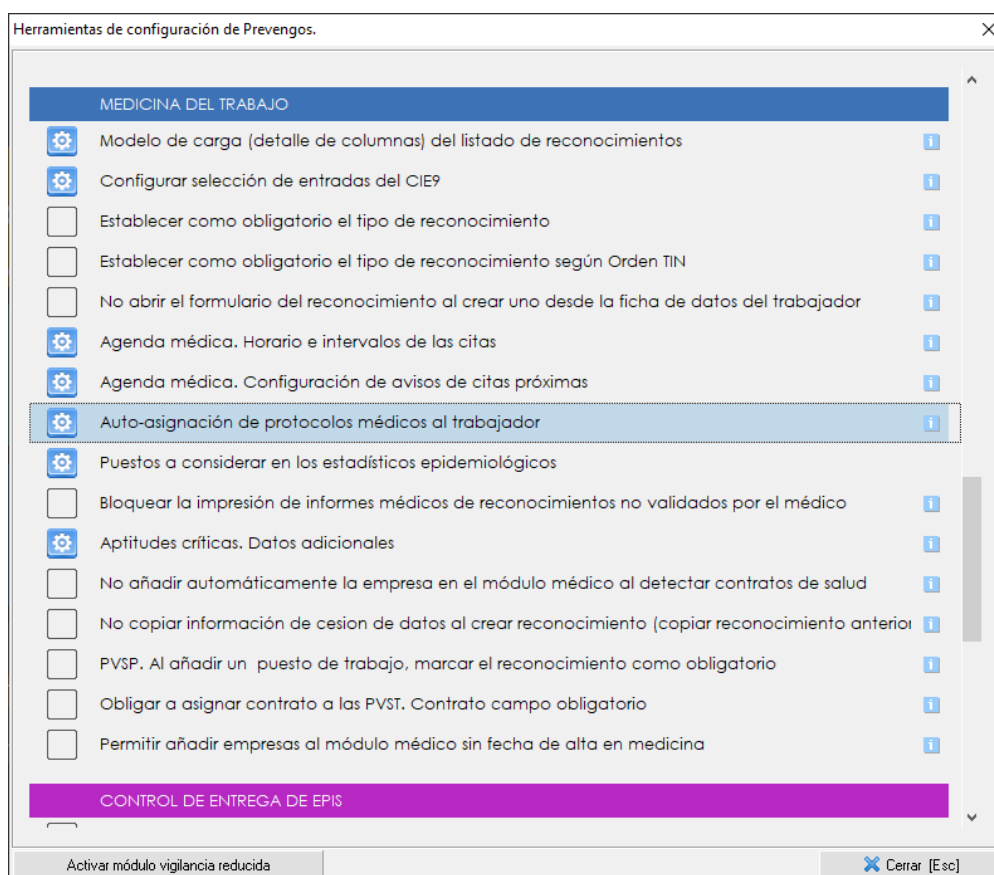 Herramientas de configuración de Prevengos.
MEDICINA DEL TRABAJO
Modelo de carga (detalle de columnas) del listado de reconocimientos
Configurar selección de entradas del CIE9
Establecer como obligatorio el tipo de reconocimiento
Establecer como obligatorio el tipo de reconocimiento según Orden TIN
No abrir el formulario del reconocimiento al crear uno desde la ficha de datos del trabajador
Agenda médica. Horario e intervalos de las citas
Agenda médica. Configuración de avisos de citas próximas
Auto-asignación de protocolos médicos al trabajador
Puestos a considerar en los estadísticos epidemiológicos
Bloquear la impresión de informes médicos de reconocimientos no validados por el médico
Aptitudes críticas. Datos adicionales
No añadir automáticamente la empresa en el módulo médico al detectar contratos de salud
No copiar información de cesion de datos al crear reconocimiento (copiar reconocimiento anterior
PVSP. Al añadir un puesto de trabajo, marcar el reconocimiento como obligatorio
Obligar a asignar contrato a las PVST. Contrato campo obligatorio
Permitir añadir empresas al módulo médico sin fecha de alta en medicina
CONTROL DE ENTREGA DE EPIS
Activar módulo vigilancia reducida
Cerrar [Esc]